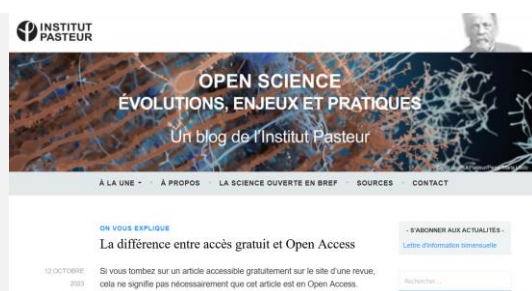 INSTITUT
PASTEUR
OPEN SCIENCE
ÉVOLUTIONS, ENJEUX ET PRATIQUES
Un blog de l'Institut Pasteur
À LA UNE - À PROPOS - LA SCIENCE OUVERTE EN BREF - SOURCES - CONTACT
ON VOUS EXPLIQUE
La différence entre accès gratuit et Open Access
12 OCTOBRE
2023
Si vous tombez sur un article accessible gratuitement sur le site d'une revue,
cela ne signifie pas nécessairement que cet article est en Open Access.
- S'ABONNER AUX ACTUALITÉS -
Lettre d'information bimensuelle
Rechercher ...